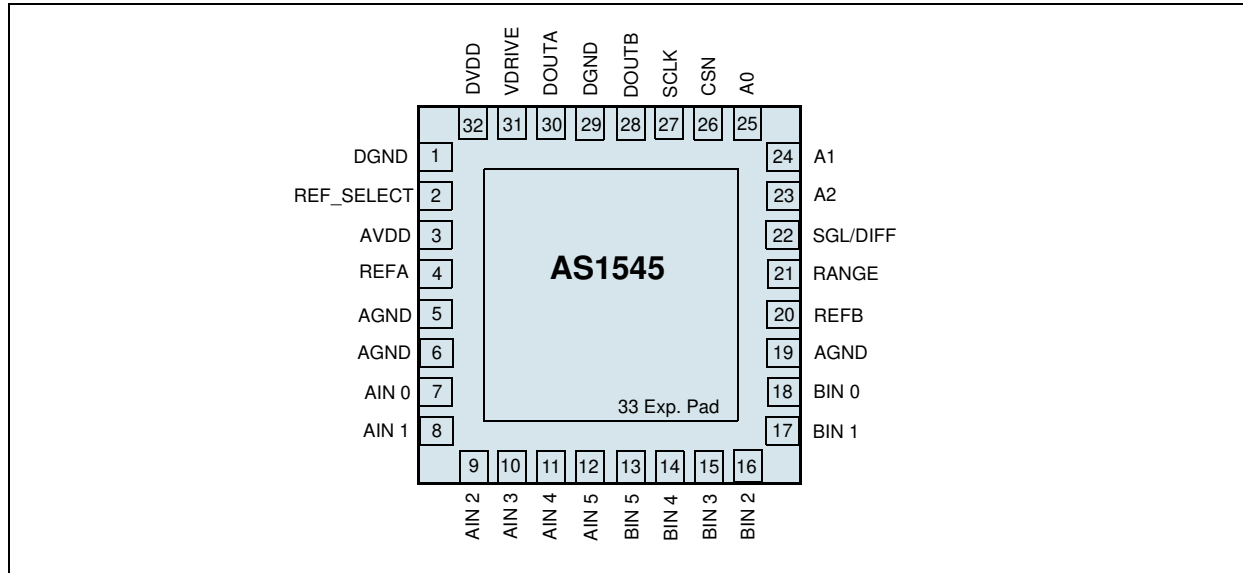 DVDD
VDRIVE
DOUTA
DGND
DOUTB
SCLK
CSN
A0
32 31 30 29 28 27 26 25
DGND 1 24 A1
REF_SELECT 2 23 A2
AVDD 3 22 SGL/DIFF
REFA 4 AS1545 21 RANGE
AGND 5 20 REFB
AGND 6 19 AGND
AIN 0 7 18 BIN 0
33 Exp. Pad
AIN 1 8 17 BIN 1
9 10 11 12 13 14 15 16
AIN 2
AIN 3
AIN 4
AIN 5
BIN 5
BIN 4
BIN 3
BIN 2